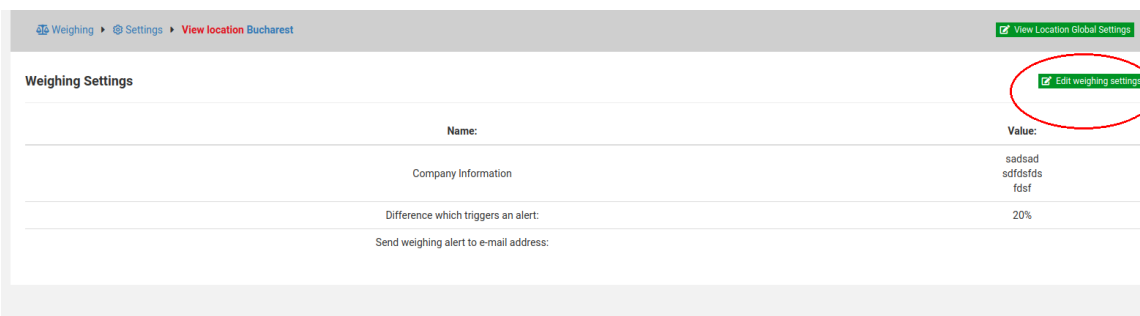 Weighing Settings View location Bucharest View Location Global Settings
Weighing Settings Edit weighing settings
Name: Value:
Company Information sadsad
sdfdsfds
fdsf
Difference which triggers an alert: 20%
Send weighing alert to e-mail address: